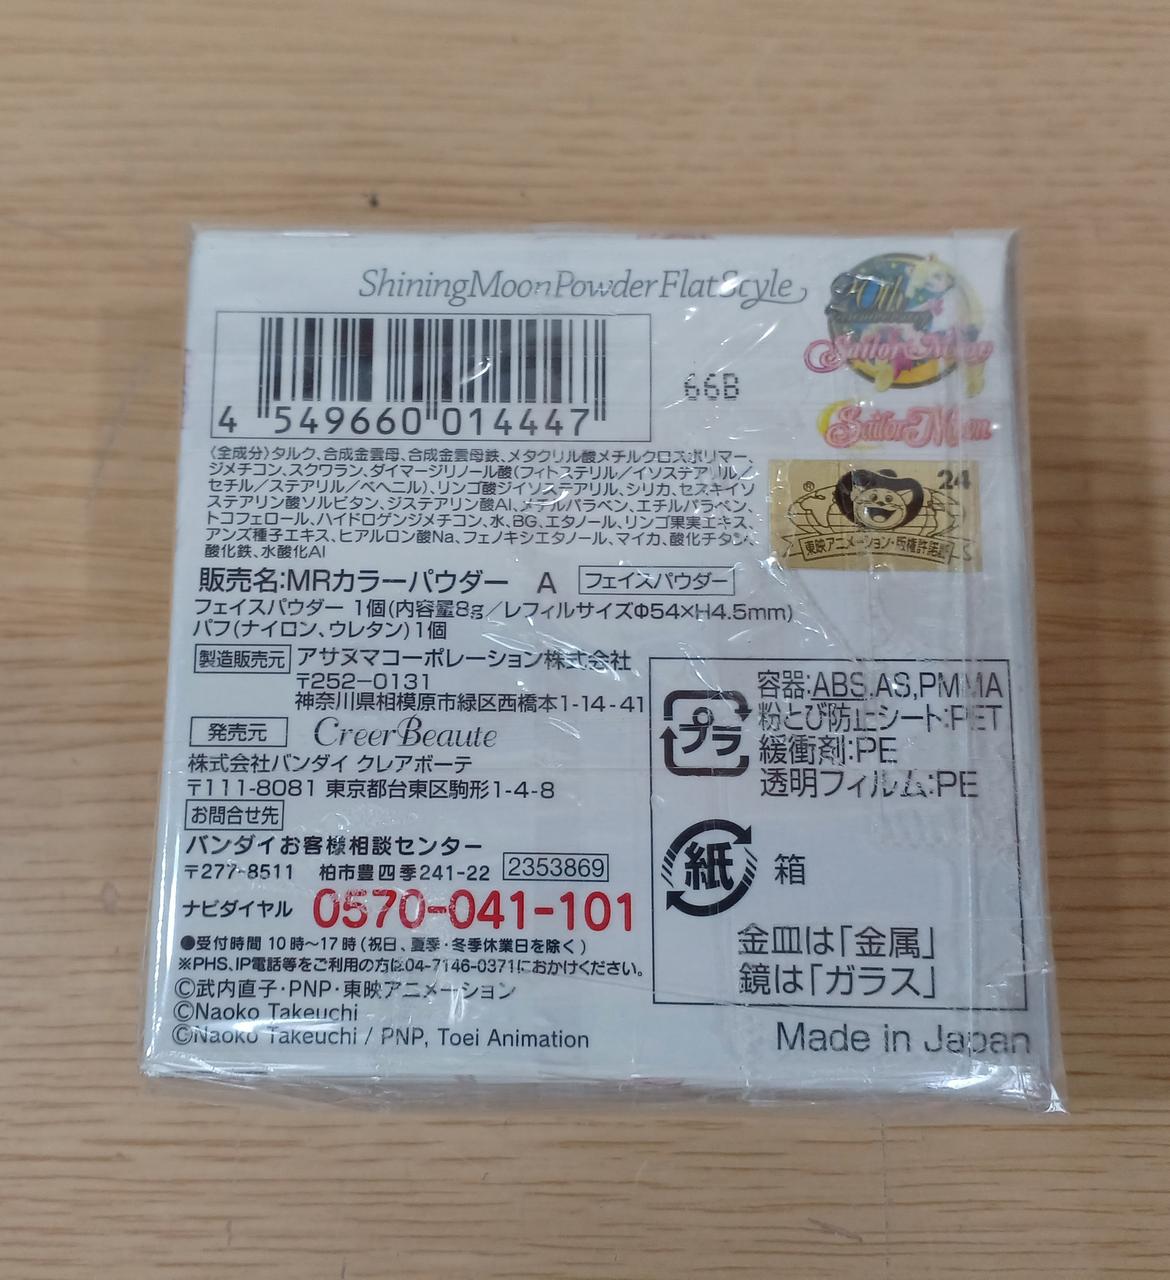 ShiningMoonPowderFlatStyle
20th
Anniversary
Sailor Moon
Sailor Moon
4 549660 014447
66B
〈全成分〉タルク、合成金雲母、合成金雲母鉄、メタクリル酸メチルクロスポリマー、
ジメチコン、スクワラン、ダイマージリノール酸(フィトステリル／イソステアリル／
セチル／ステアリル／ベヘニル)、リンゴ酸ジイソステアリル、シリカ、セスキイソ
ステアリン酸ソルビタン、ジステアリン酸Al、メチルパラベン、エチルパラベン、
トコフェロール、ハイドロゲンジメチコン、水、BG、エタノール、リンゴ果実エキス、
アンズ種子エキス、ヒアルロン酸Na、フェノキシエタノール、マイカ、酸化チタン、
酸化鉄、水酸化Al
24
®
東映アニメーション・版権許諾証
販売名:MRカラーパウダー A フェイスパウダー
フェイスパウダー 1個(内容量8g／レフィルサイズΦ54×H4.5mm)
パフ(ナイロン、ウレタン)1個
製造販売元 アサヌマコーポレーション株式会社
〒252-0131
神奈川県相模原市緑区西橋本1-14-41
発売元 CreerBeaute
株式会社バンダイ クレアボーテ
〒111-8081 東京都台東区駒形1-4-8
お問合せ先
バンダイお客様相談センター
〒277-8511 柏市豊四季241-22 2353869
ナビダイヤル 0570-041-101
●受付時間 10時～17時(祝日、夏季・冬季休業日を除く)
※PHS、IP電話等をご利用の方は04-7146-0371におかけください。
©武内直子・PNP・東映アニメーション
©Naoko Takeuchi
©Naoko Takeuchi / PNP, Toei Animation
プラ
容器:ABS.AS,PMMA
粉とび防止シート:PET
緩衝剤:PE
透明フィルム:PE
紙 箱
金皿は「金属」
鏡は「ガラス」
Made in Japan